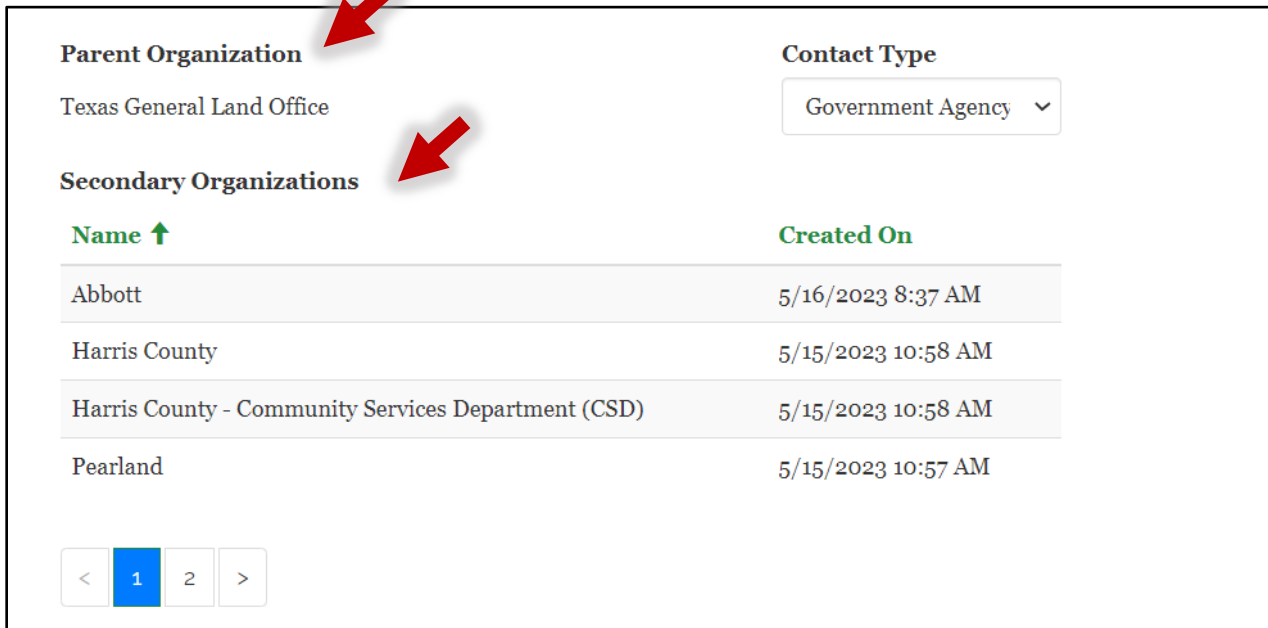 Parent Organization
Contact Type
Texas General Land Office
Government Agency
Secondary Organizations
Name
Created On
Abbott
5/16/2023 8:37 AM
Harris County
5/15/2023 10:58 AM
Harris County - Community Services Department (CSD)
5/15/2023 10:58 AM
Pearland
5/15/2023 10:57 AM
< 1 2 >